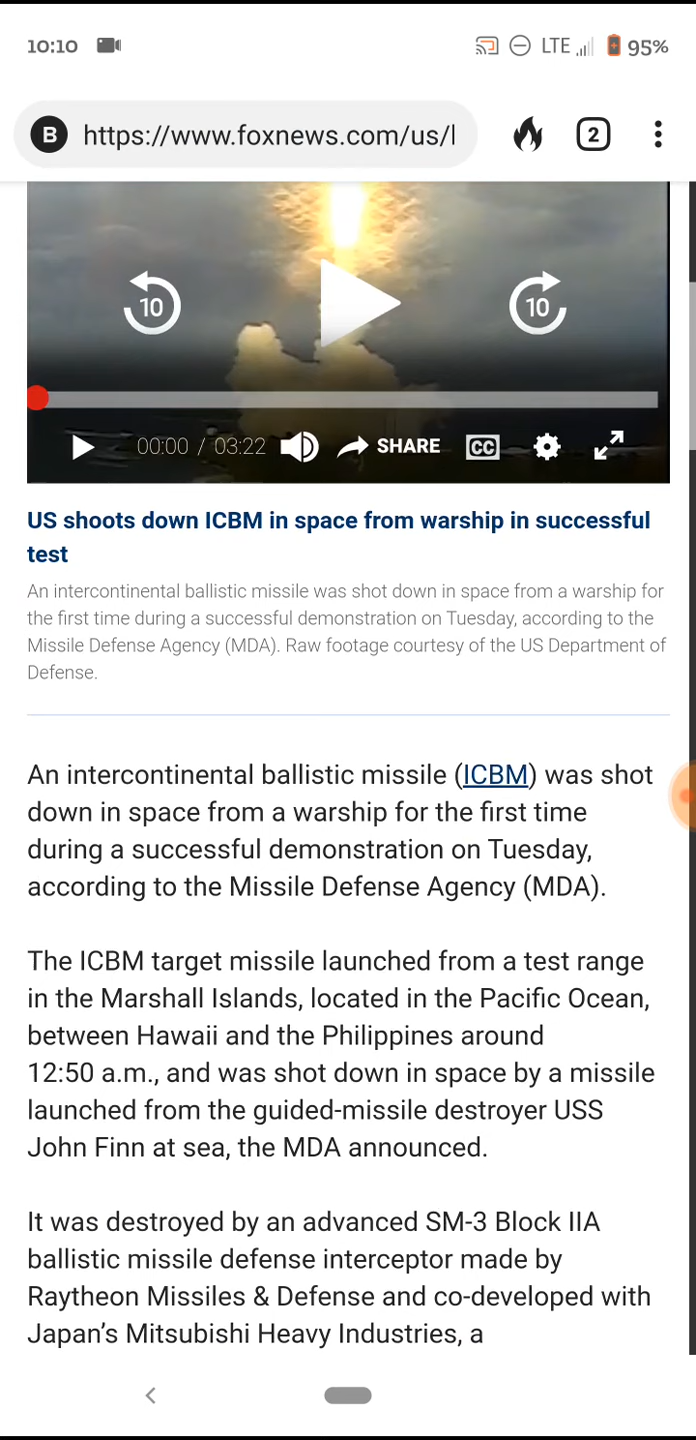 10:10 LTE 95%
B https://www.foxnews.com/us/l 2
10 10
00:00 / 03:22 SHARE CC
US shoots down ICBM in space from warship in successful
test
An intercontinental ballistic missile was shot down in space from a warship for
the first time during a successful demonstration on Tuesday, according to the
Missile Defense Agency (MDA). Raw footage courtesy of the US Department of
Defense.
An intercontinental ballistic missile (ICBM) was shot
down in space from a warship for the first time
during a successful demonstration on Tuesday,
according to the Missile Defense Agency (MDA).
The ICBM target missile launched from a test range
in the Marshall Islands, located in the Pacific Ocean,
between Hawaii and the Philippines around
12:50 a.m., and was shot down in space by a missile
launched from the guided-missile destroyer USS
John Finn at sea, the MDA announced.
It was destroyed by an advanced SM-3 Block IIA
ballistic missile defense interceptor made by
Raytheon Missiles & Defense and co-developed with
Japan’s Mitsubishi Heavy Industries, a